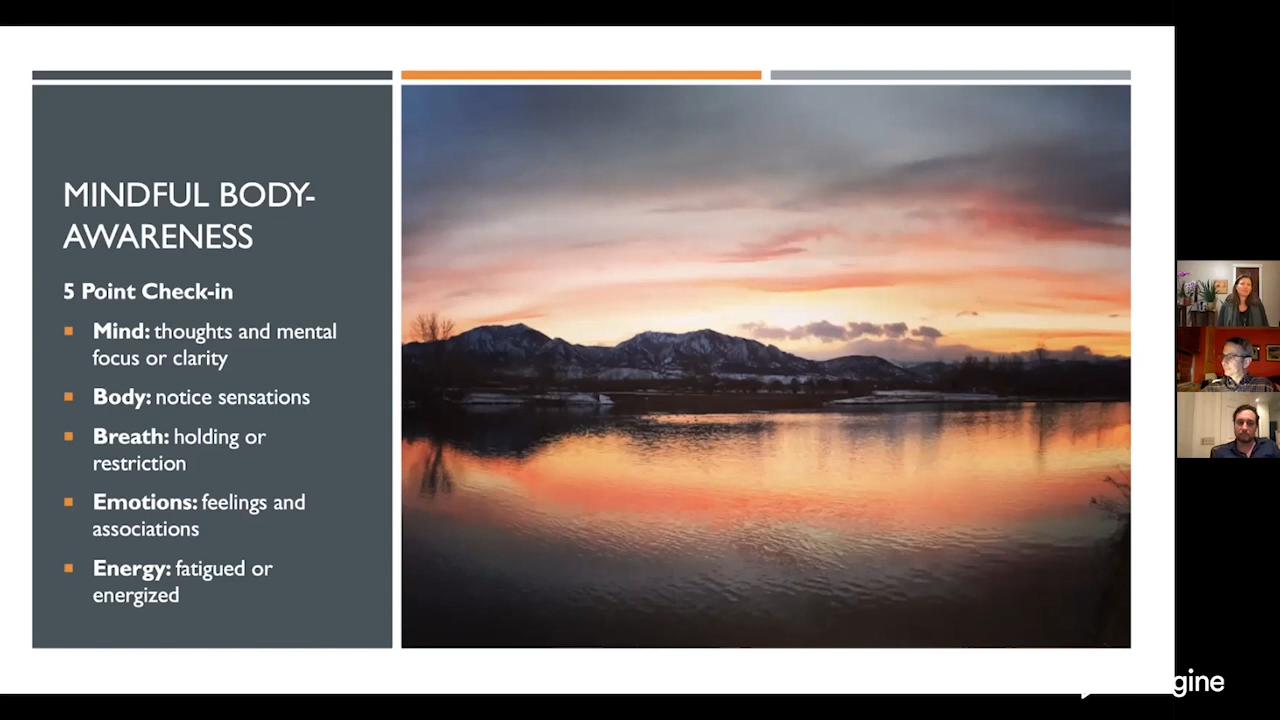 MINDFUL BODY-
AWARENESS
5 Point Check-in
Mind: thoughts and mental
focus or clarity
Body: notice sensations
Breath: holding or
restriction
Emotions: feelings and
associations
Energy: fatigued or
energized